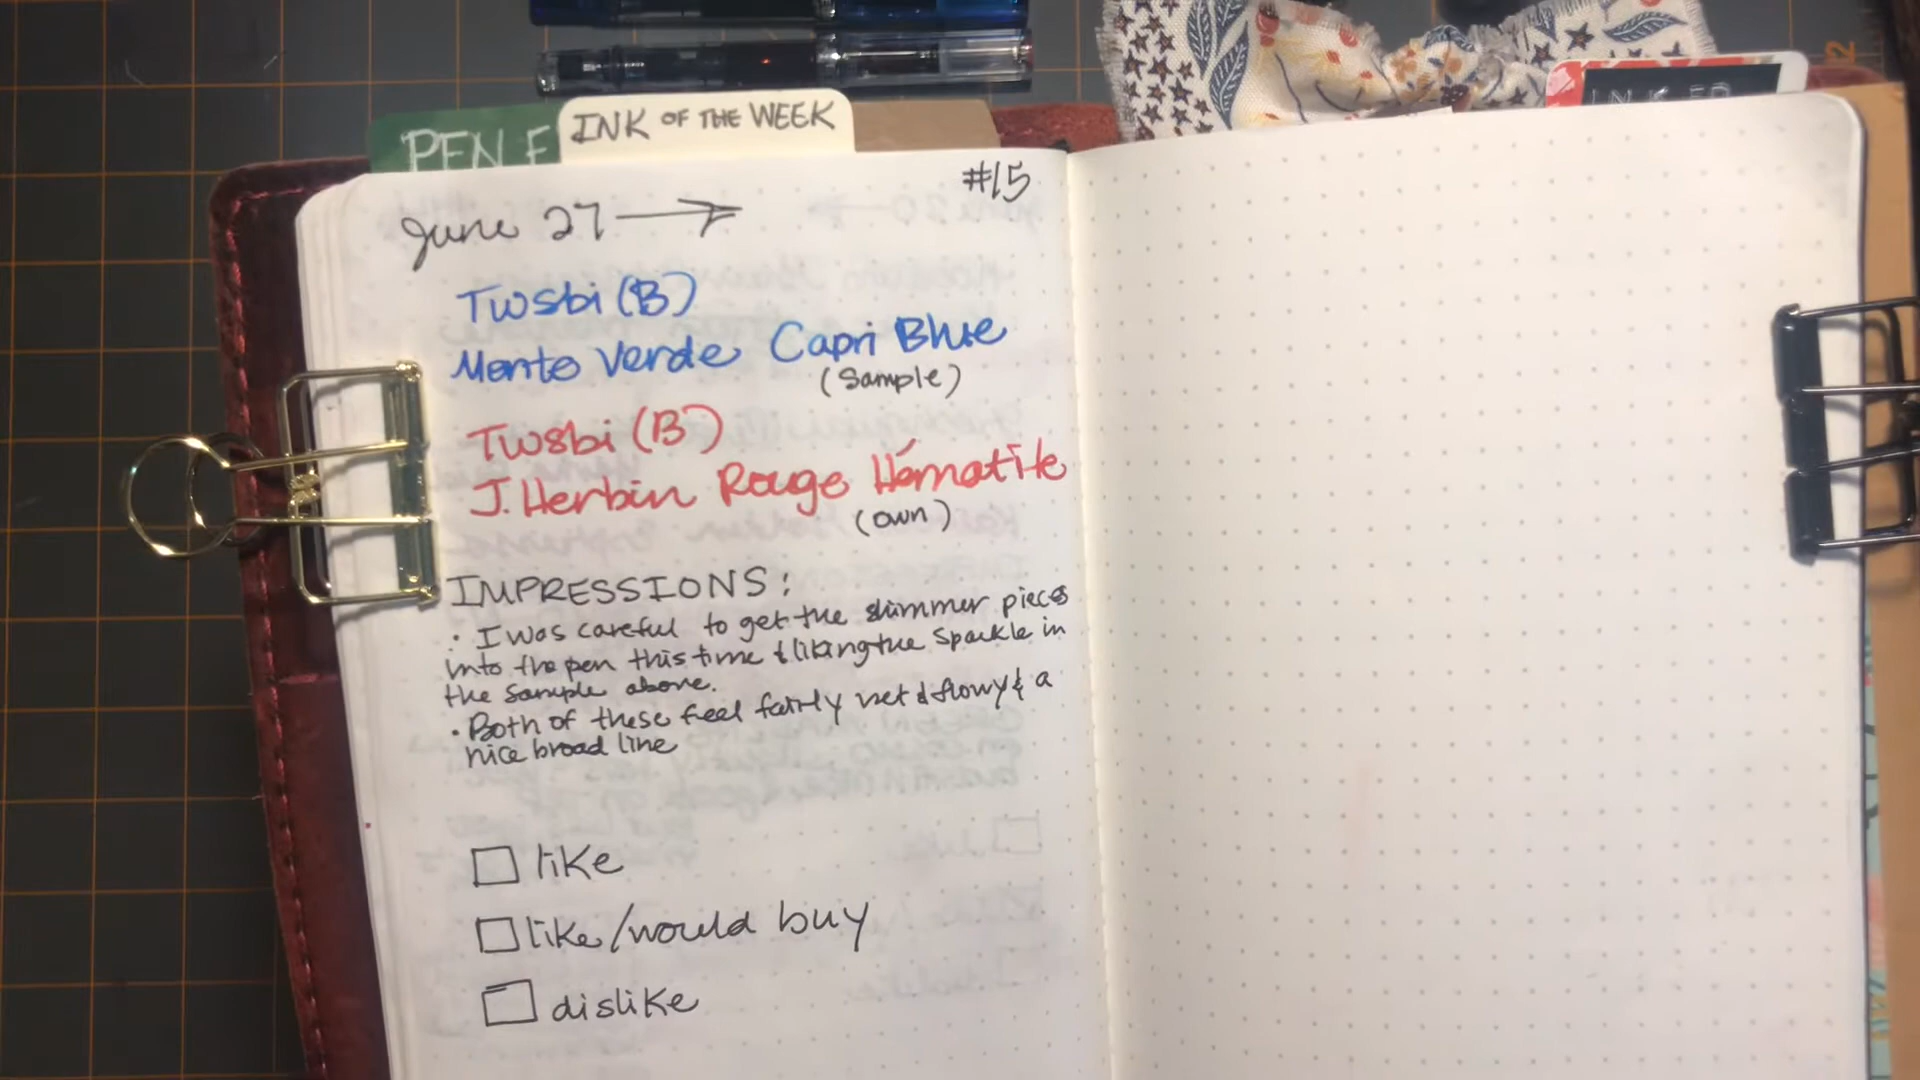 PEN E
INK OF THE WEEK
INKED
#15
June 27 →
Twsbi (B)
Monte Verde Capri Blue
(Sample)
Twsbi (B)
J. Herbin Rouge Hématite
(own)
IMPRESSIONS:
· I was careful to get the shimmer pieces
into the pen this time & liking the sparkle in
the sample above.
· Both of these feel fairly wet & flowy & a
nice broad line
like
like/would buy
dislike